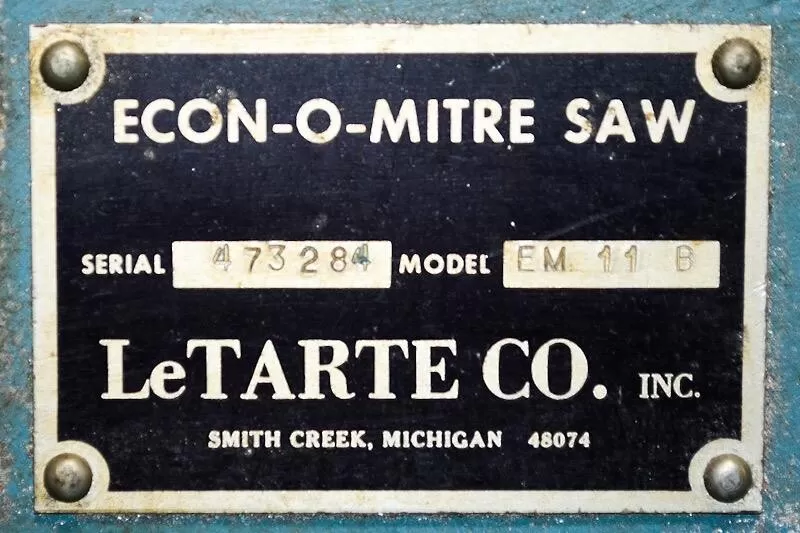 ECON-O-MITRE SAW
SERIAL 473284 MODEL EM 11 B
LeTARTE CO. INC.
SMITH CREEK, MICHIGAN 48074